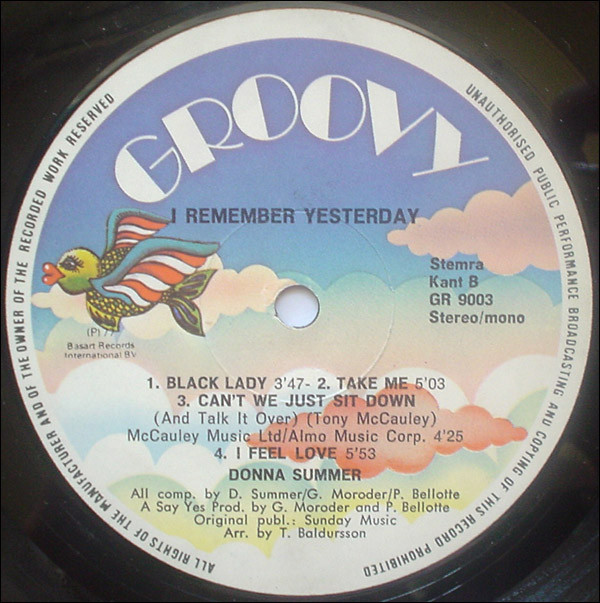 ALL RIGHTS OF THE MANUFACTURER AND OF THE OWNER OF THE RECORDED WORK RESERVED
UNAUTHORISED PUBLIC PERFORMANCE BROADCASTING AND COPYING OF THIS RECORD PROHIBITED
GROOVY
I REMEMBER YESTERDAY
Stemra
Kant B
GR 9003
Stereo/mono
(P) 77
Basart Records
International BV
1. BLACK LADY 3'47- 2. TAKE ME 5'03
3. CAN'T WE JUST SIT DOWN
(And Talk It Over) (Tony McCauley)
McCauley Music Ltd/Almo Music Corp. 4'25
4. I FEEL LOVE 5'53
DONNA SUMMER
All comp. by D. Summer/G. Moroder/P. Bellotte
A Say Yes Prod. by G. Moroder and P. Bellotte
Original publ.: Sunday Music
Arr. by T. Baldursson